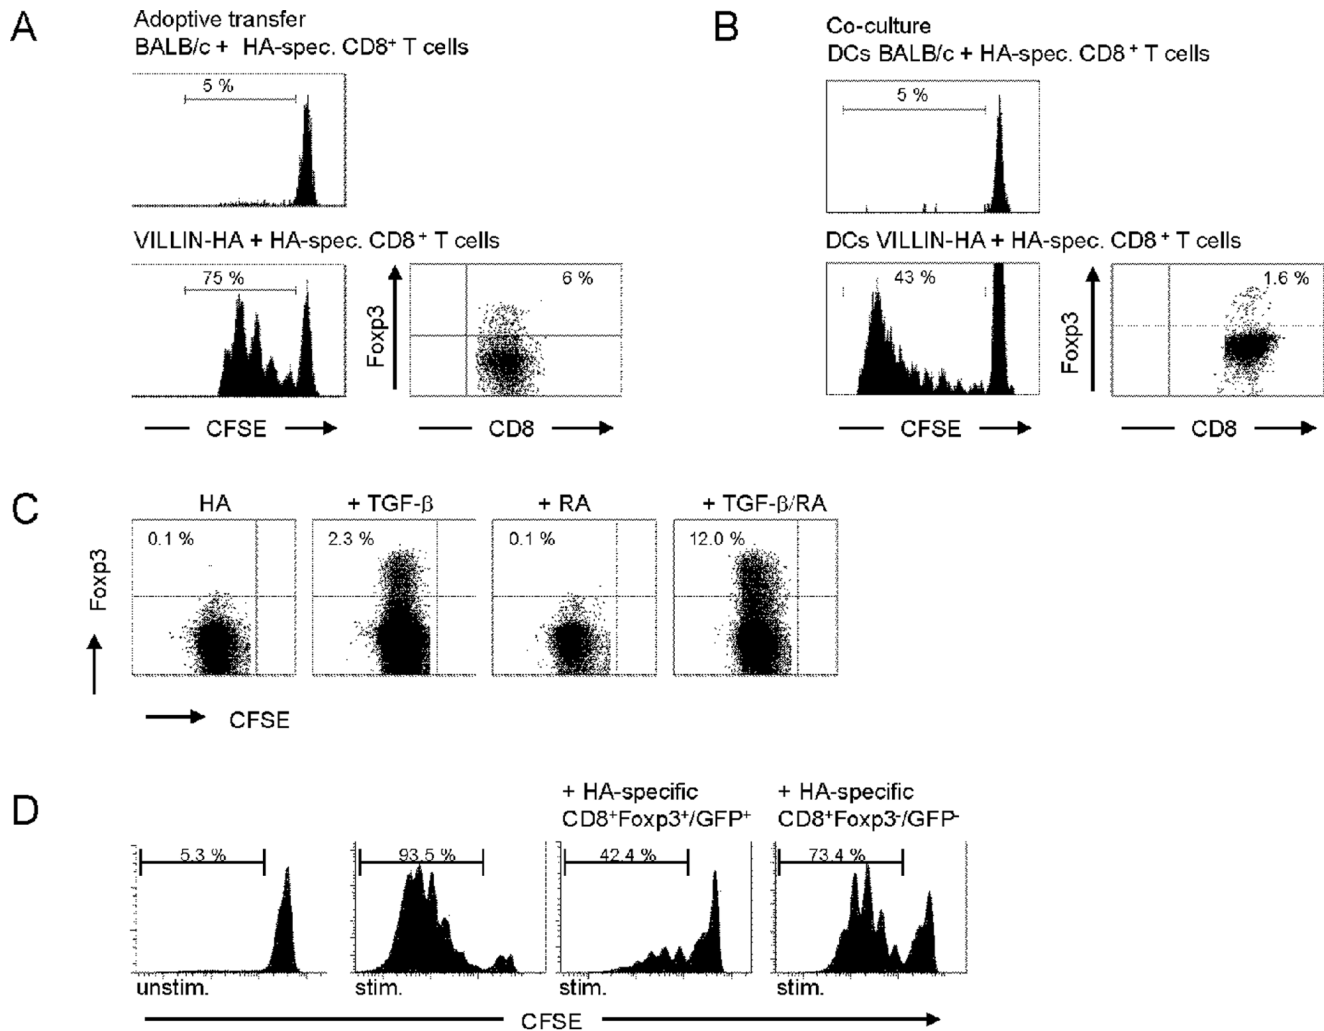 A
Adoptive transfer
BALB/c + HA-spec. CD8+ T cells
5 %
VILLIN-HA + HA-spec. CD8+ T cells
75 %
6 %
Foxp3
CFSE
CD8
B
Co-culture
DCs BALB/c + HA-spec. CD8+ T cells
5 %
DCs VILLIN-HA + HA-spec. CD8+ T cells
43 %
1.6 %
Foxp3
CFSE
CD8
C
HA
+ TGF-β
+ RA
+ TGF-β/RA
0.1 %
2.3 %
0.1 %
12.0 %
Foxp3
CFSE
D
+ HA-specific
CD8+Foxp3+/GFP+
+ HA-specific
CD8+Foxp3-/GFP-
5.3 %
93.5 %
42.4 %
73.4 %
unstim.
stim.
stim.
stim.
CFSE